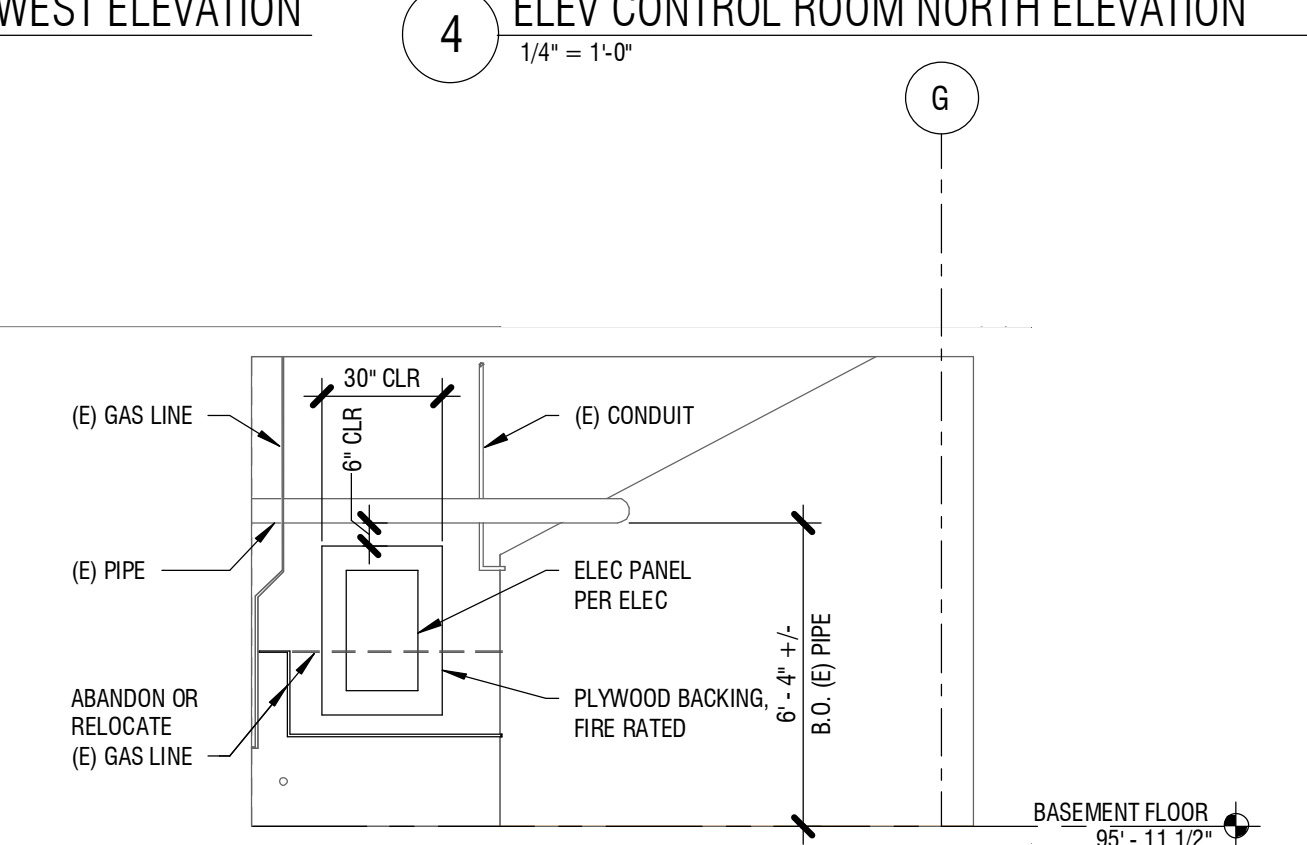 WEST ELEVATION
4
ELEV CONTROL ROOM NORTH ELEVATION
1/4" = 1'-0"
G
30" CLR
6" CLR
(E) GAS LINE
(E) CONDUIT
(E) PIPE
ELEC PANEL
PER ELEC
6' - 4" +/-
B.O. (E) PIPE
ABANDON OR
RELOCATE
(E) GAS LINE
PLYWOOD BACKING,
FIRE RATED
BASEMENT FLOOR
95' - 11 1/2"